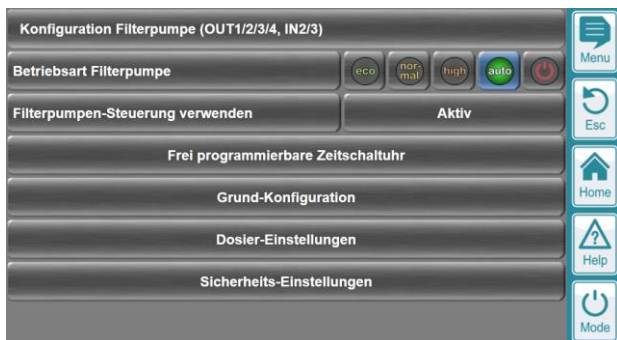 Konfiguration Filterpumpe (OUT1/2/3/4, IN2/3)
Menu
Betriebsart Filterpumpe
eco
nor-
mal
high
auto
Filterpumpen-Steuerung verwenden
Aktiv
Esc
Frei programmierbare Zeitschaltuhr
Grund-Konfiguration
Home
Dosier-Einstellungen
?
Help
Sicherheits-Einstellungen
Mode